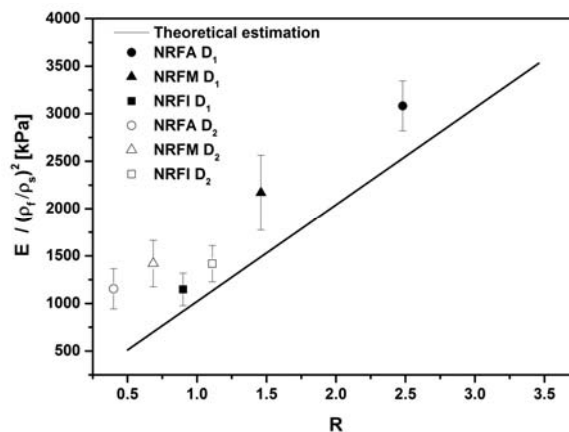 Theoretical estimation
NRFA D₁
NRFM D₁
NRFI D₁
NRFA D₂
NRFM D₂
NRFI D₂
4000
3500
3000
2500
2000
1500
1000
500
E / (ρf/ρs)² [kPa]
0.5 1.0 1.5 2.0 2.5 3.0 3.5
R